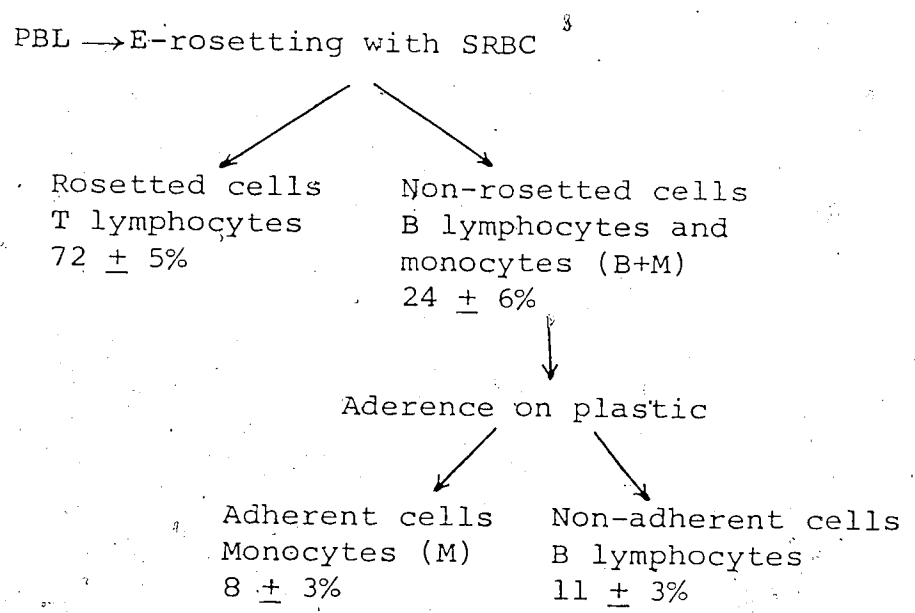 PBL → E-rosetting with SRBC
Rosetted cells
T lymphocytes
72 ± 5%
Non-rosetted cells
B lymphocytes and
monocytes (B+M)
24 ± 6%
Aderence on plastic
Adherent cells
Monocytes (M)
8 ± 3%
Non-adherent cells
B lymphocytes
11 ± 3%